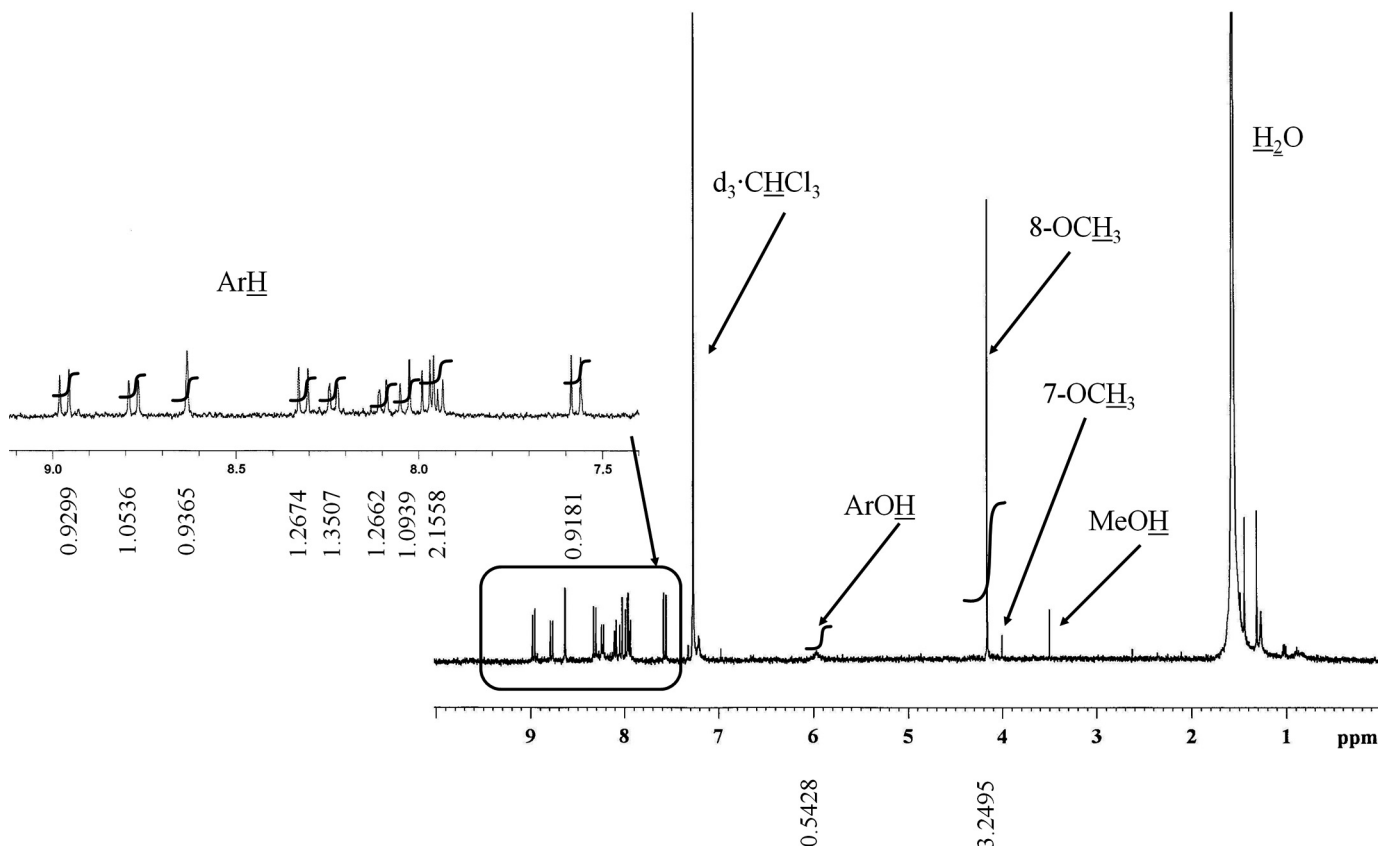 H₂O
d₃·CHCl₃
8-OCH₃
ArH
7-OCH₃
ArOH
MeOH
9.0 8.5 8.0 7.5
0.9299
1.0536
0.9365
1.2674
1.3507
1.2662
1.0939
2.1558
0.9181
9 8 7 6 5 4 3 2 1 ppm
0.5428
3.2495